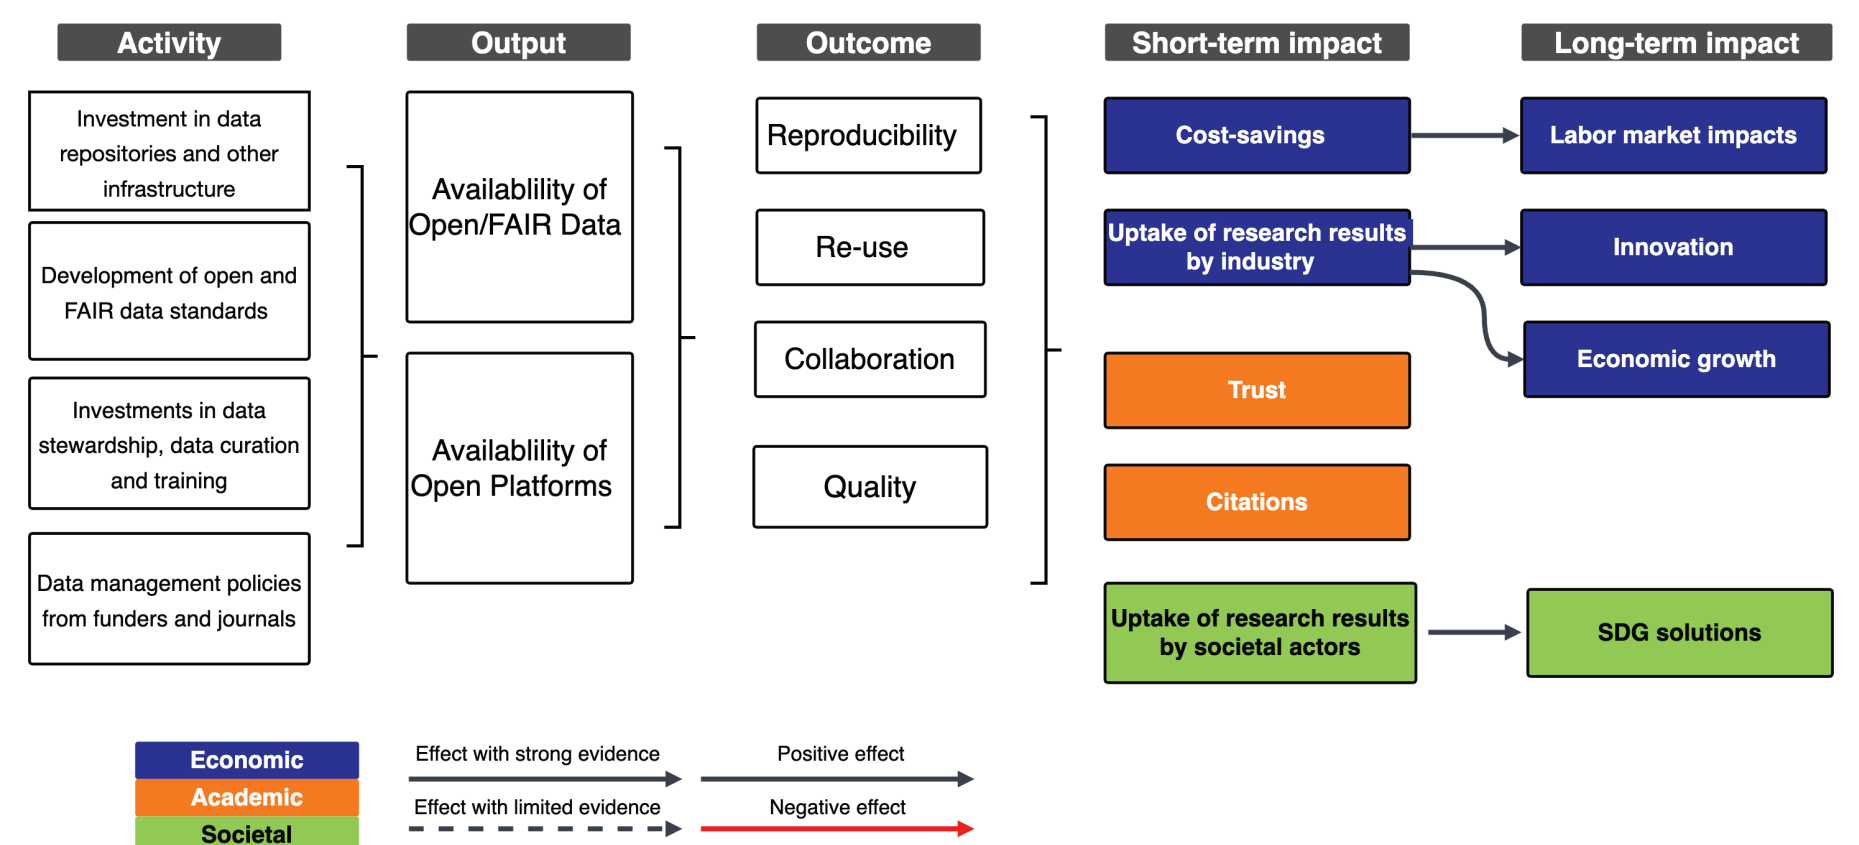 Activity
Output
Outcome
Short-term impact
Long-term impact
Investment in data
repositories and other
infrastructure
Development of open and
FAIR data standards
Investments in data
stewardship, data curation
and training
Data management policies
from funders and journals
Availablility of
Open/FAIR Data
Availablility of
Open Platforms
Reproducibility
Re-use
Collaboration
Quality
Cost-savings
Uptake of research results
by industry
Trust
Citations
Uptake of research results
by societal actors
Labor market impacts
Innovation
Economic growth
SDG solutions
Economic
Academic
Societal
Effect with strong evidence
Effect with limited evidence
Positive effect
Negative effect